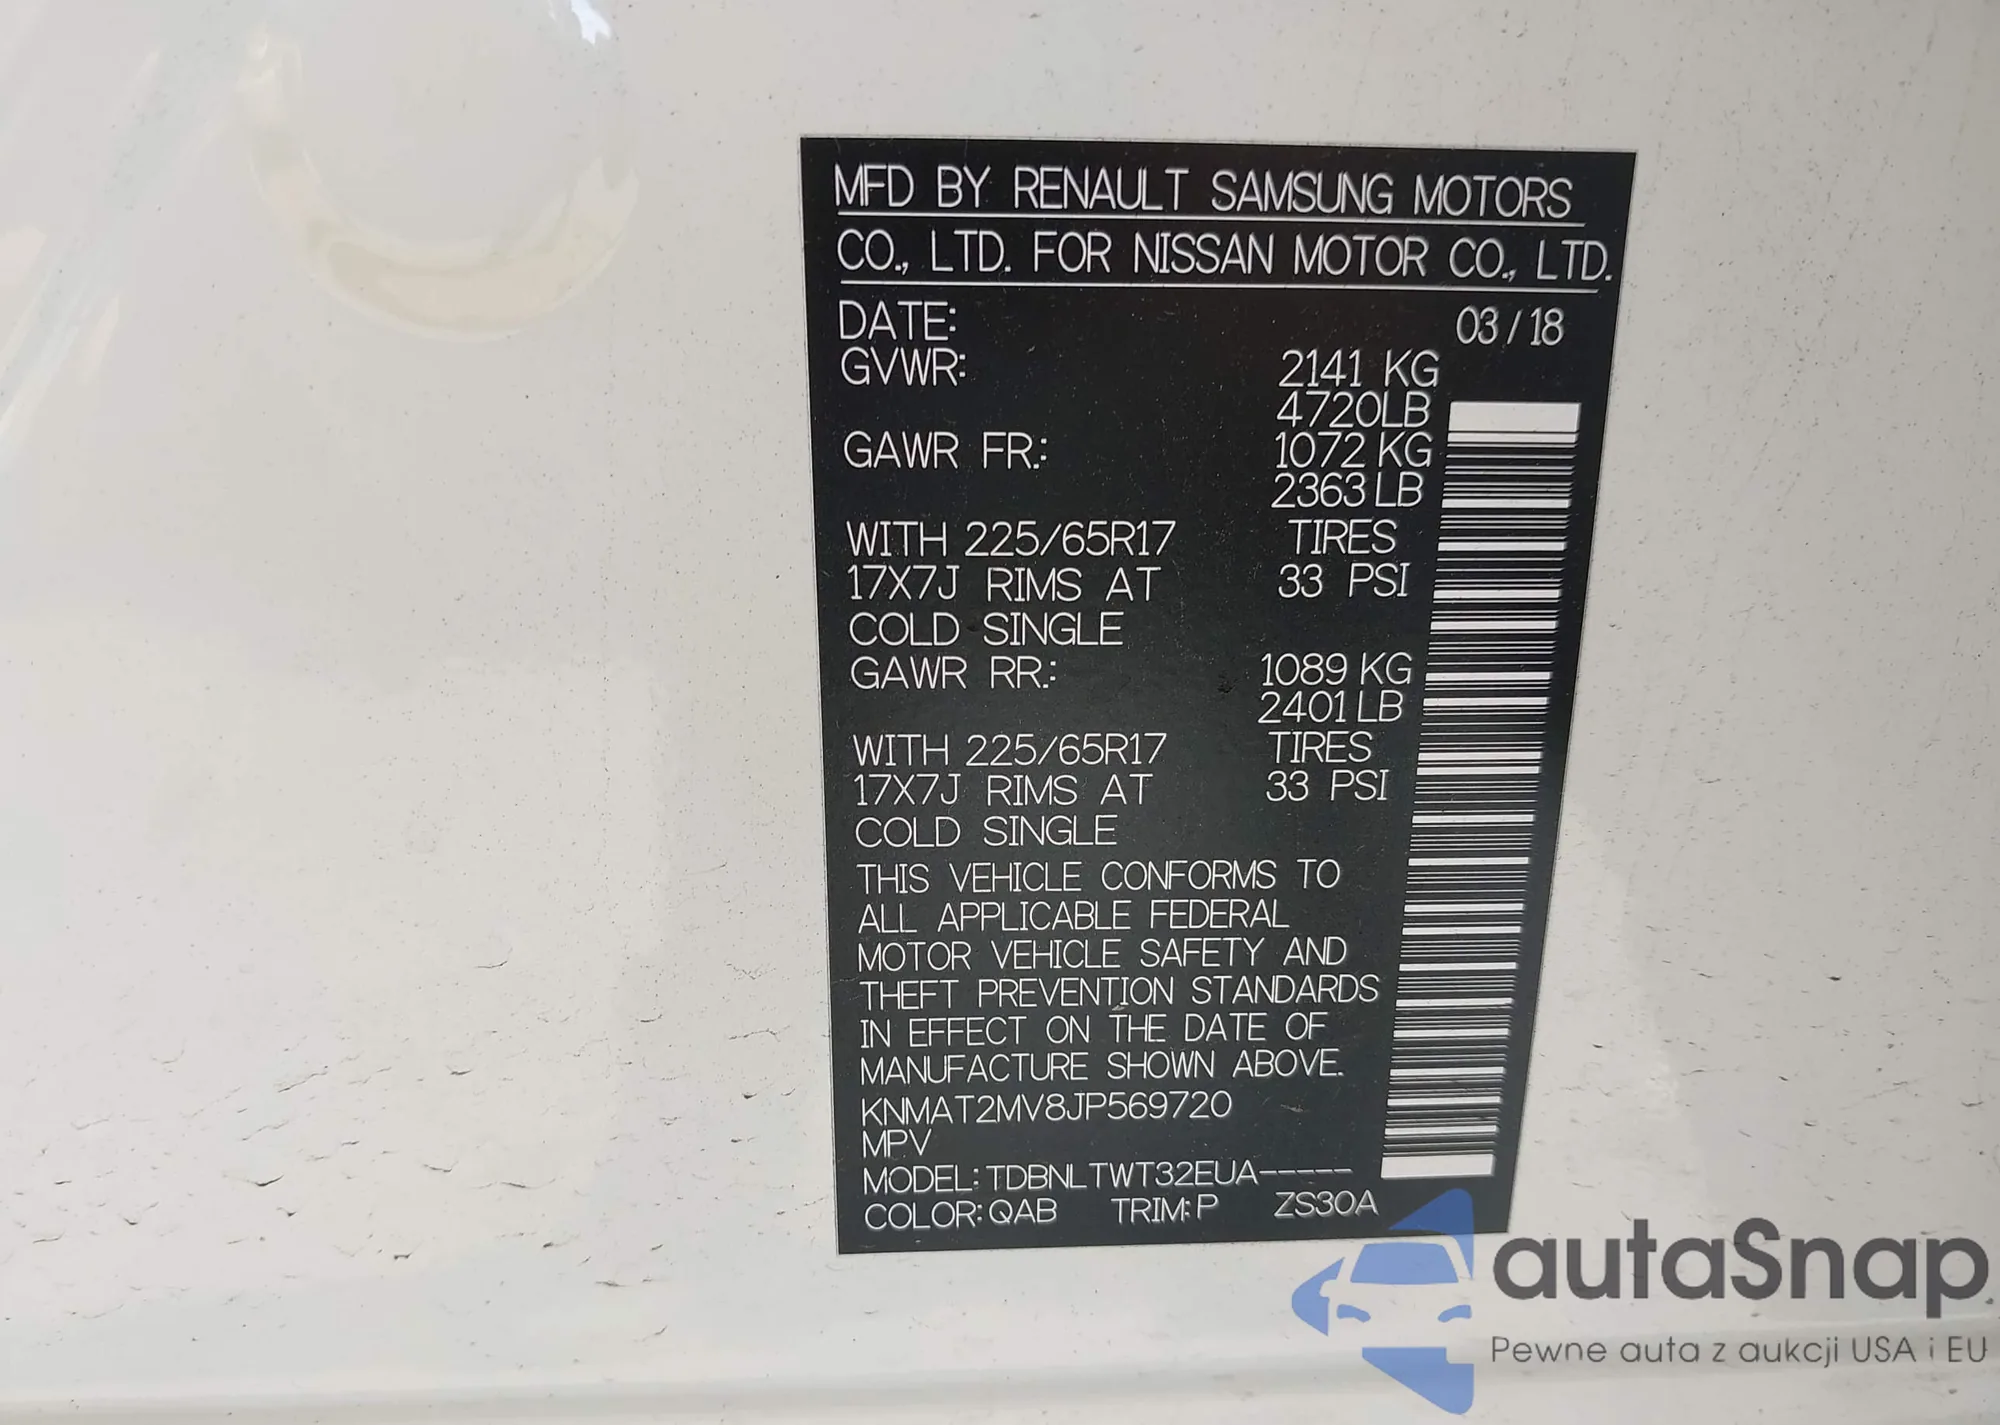 MFD BY RENAULT SAMSUNG MOTORS
CO., LTD. FOR NISSAN MOTOR CO., LTD.
DATE: 03 / 18
GVWR: 2141 KG
4720LB
GAWR FR.: 1072 KG
2363 LB
WITH 225/65R17 TIRES
17X7J RIMS AT 33 PSI
COLD SINGLE
GAWR RR.: 1089 KG
2401 LB
WITH 225/65R17 TIRES
17X7J RIMS AT 33 PSI
COLD SINGLE
THIS VEHICLE CONFORMS TO
ALL APPLICABLE FEDERAL
MOTOR VEHICLE SAFETY AND
THEFT PREVENTION STANDARDS
IN EFFECT ON THE DATE OF
MANUFACTURE SHOWN ABOVE.
KNMAT2MV8JP569720
MPV
MODEL: TDBNLTWT32EUA-----
COLOR: QAB TRIM: P ZS30A
autaSnap
Pewne auta z aukcji USA i EU